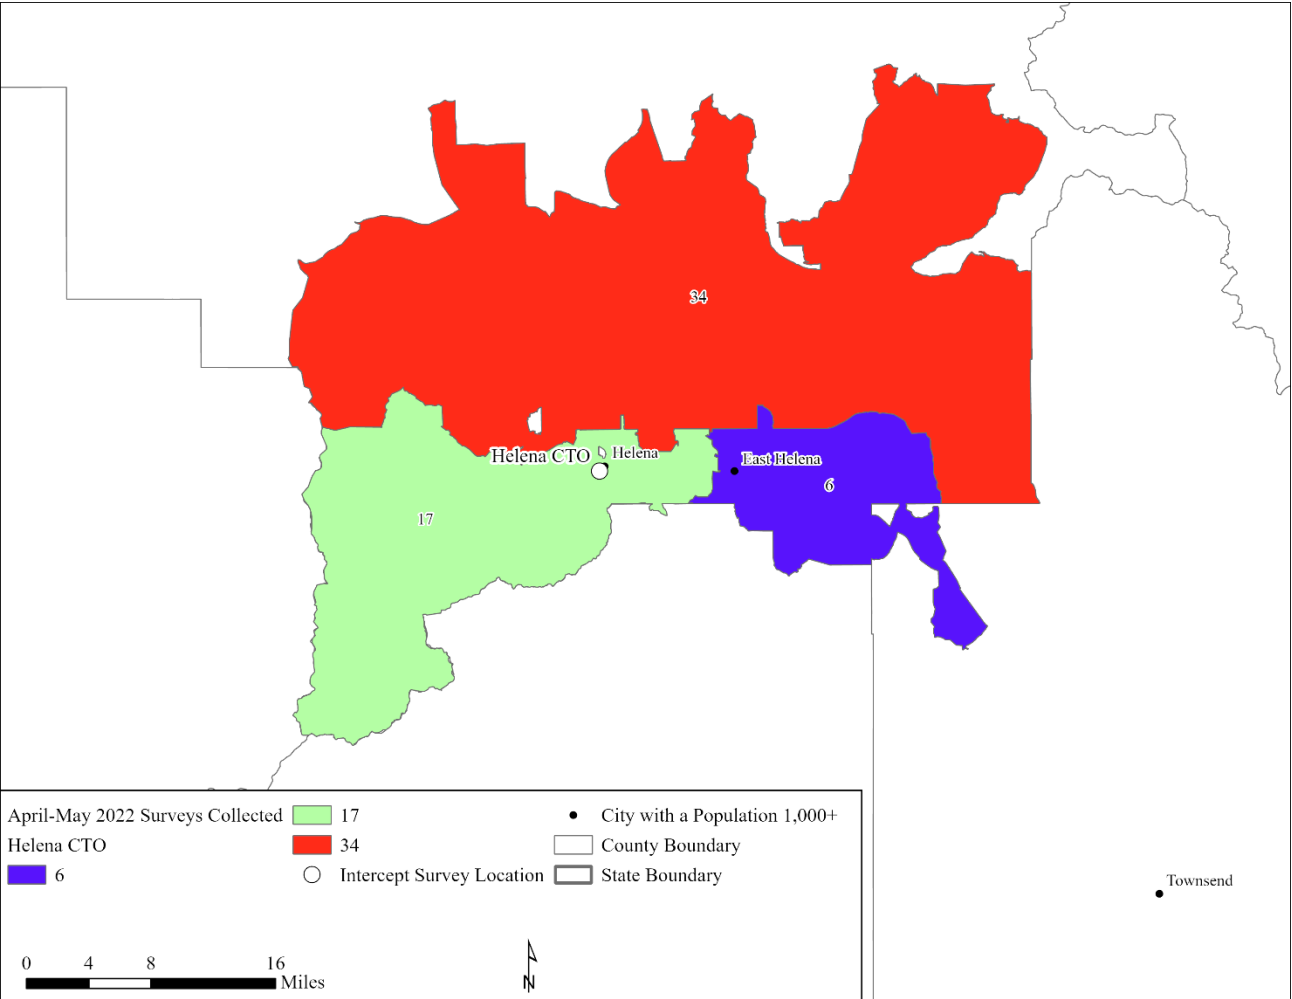 34
Helena CTO
Helena
East Helena
6
17
April-May 2022 Surveys Collected
Helena CTO
6
17
34
Intercept Survey Location
City with a Population 1,000+
County Boundary
State Boundary
Townsend
0 4 8 16
Miles
N